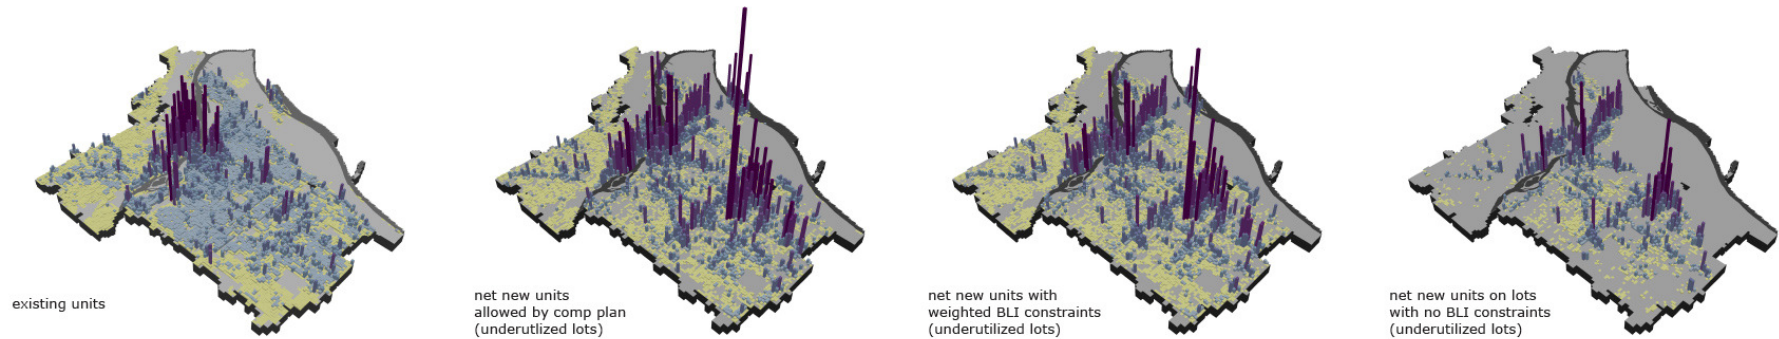 existing units
net new units
allowed by comp plan
(underutlized lots)
net new units with
weighted BLI constraints
(underutilized lots)
net new units on lots
with no BLI constraints
(underutilized lots)